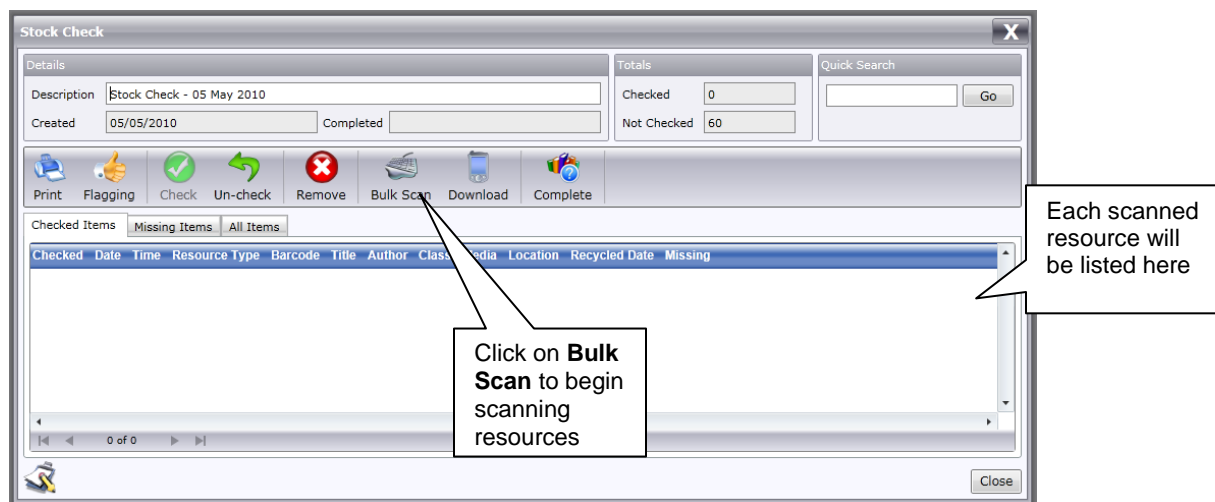 Stock Check
X
Details
Totals
Quick Search
Description Stock Check - 05 May 2010
Checked 0
Go
Created 05/05/2010 Completed
Not Checked 60
Print Flagging Check Un-check Remove Bulk Scan Download Complete
Each scanned
resource will
be listed here
Checked Items Missing Items All Items
Checked Date Time Resource Type Barcode Title Author Class Media Location Recycled Date Missing
Click on Bulk
Scan to begin
scanning
resources
0 of 0
Close